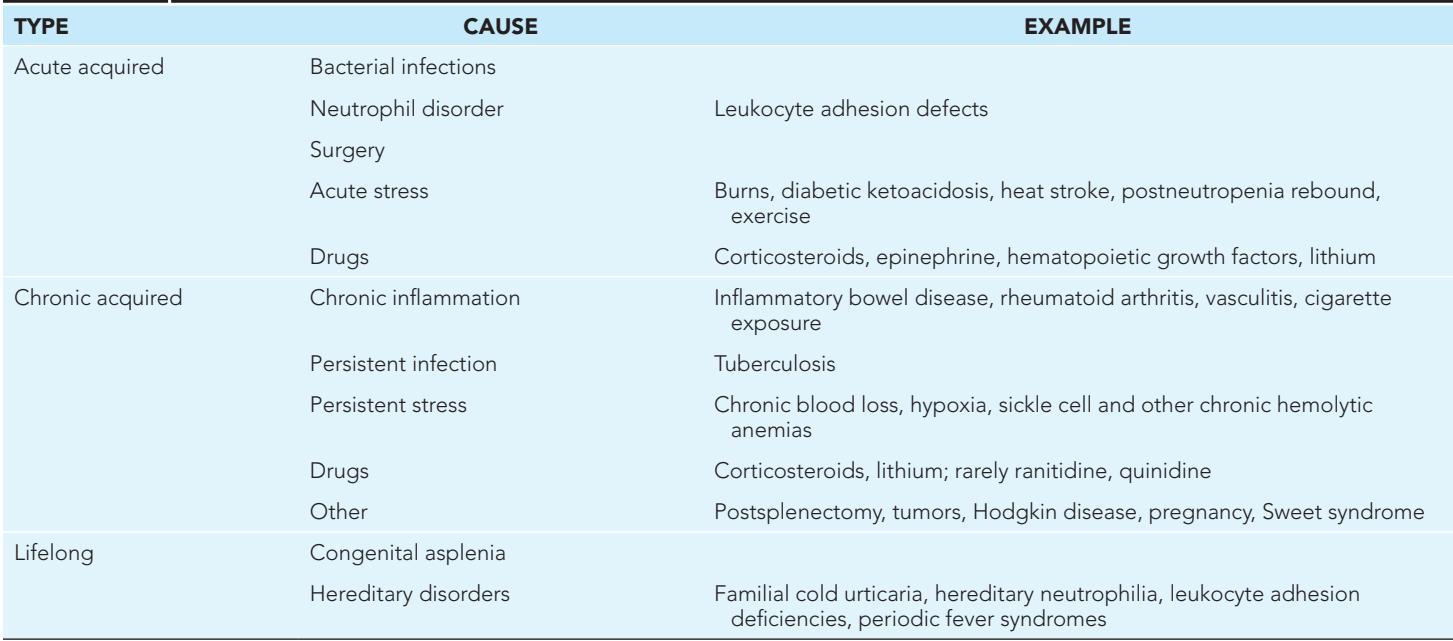 TYPE CAUSE EXAMPLE
Acute acquired Bacterial infections
Neutrophil disorder Leukocyte adhesion defects
Surgery
Acute stress Burns, diabetic ketoacidosis, heat stroke, postneutropenia rebound,
exercise
Drugs Corticosteroids, epinephrine, hematopoietic growth factors, lithium
Chronic acquired Chronic inflammation Inflammatory bowel disease, rheumatoid arthritis, vasculitis, cigarette
exposure
Persistent infection Tuberculosis
Persistent stress Chronic blood loss, hypoxia, sickle cell and other chronic hemolytic
anemias
Drugs Corticosteroids, lithium; rarely ranitidine, quinidine
Other Postsplenectomy, tumors, Hodgkin disease, pregnancy, Sweet syndrome
Lifelong Congenital asplenia
Hereditary disorders Familial cold urticaria, hereditary neutrophilia, leukocyte adhesion
deficiencies, periodic fever syndromes